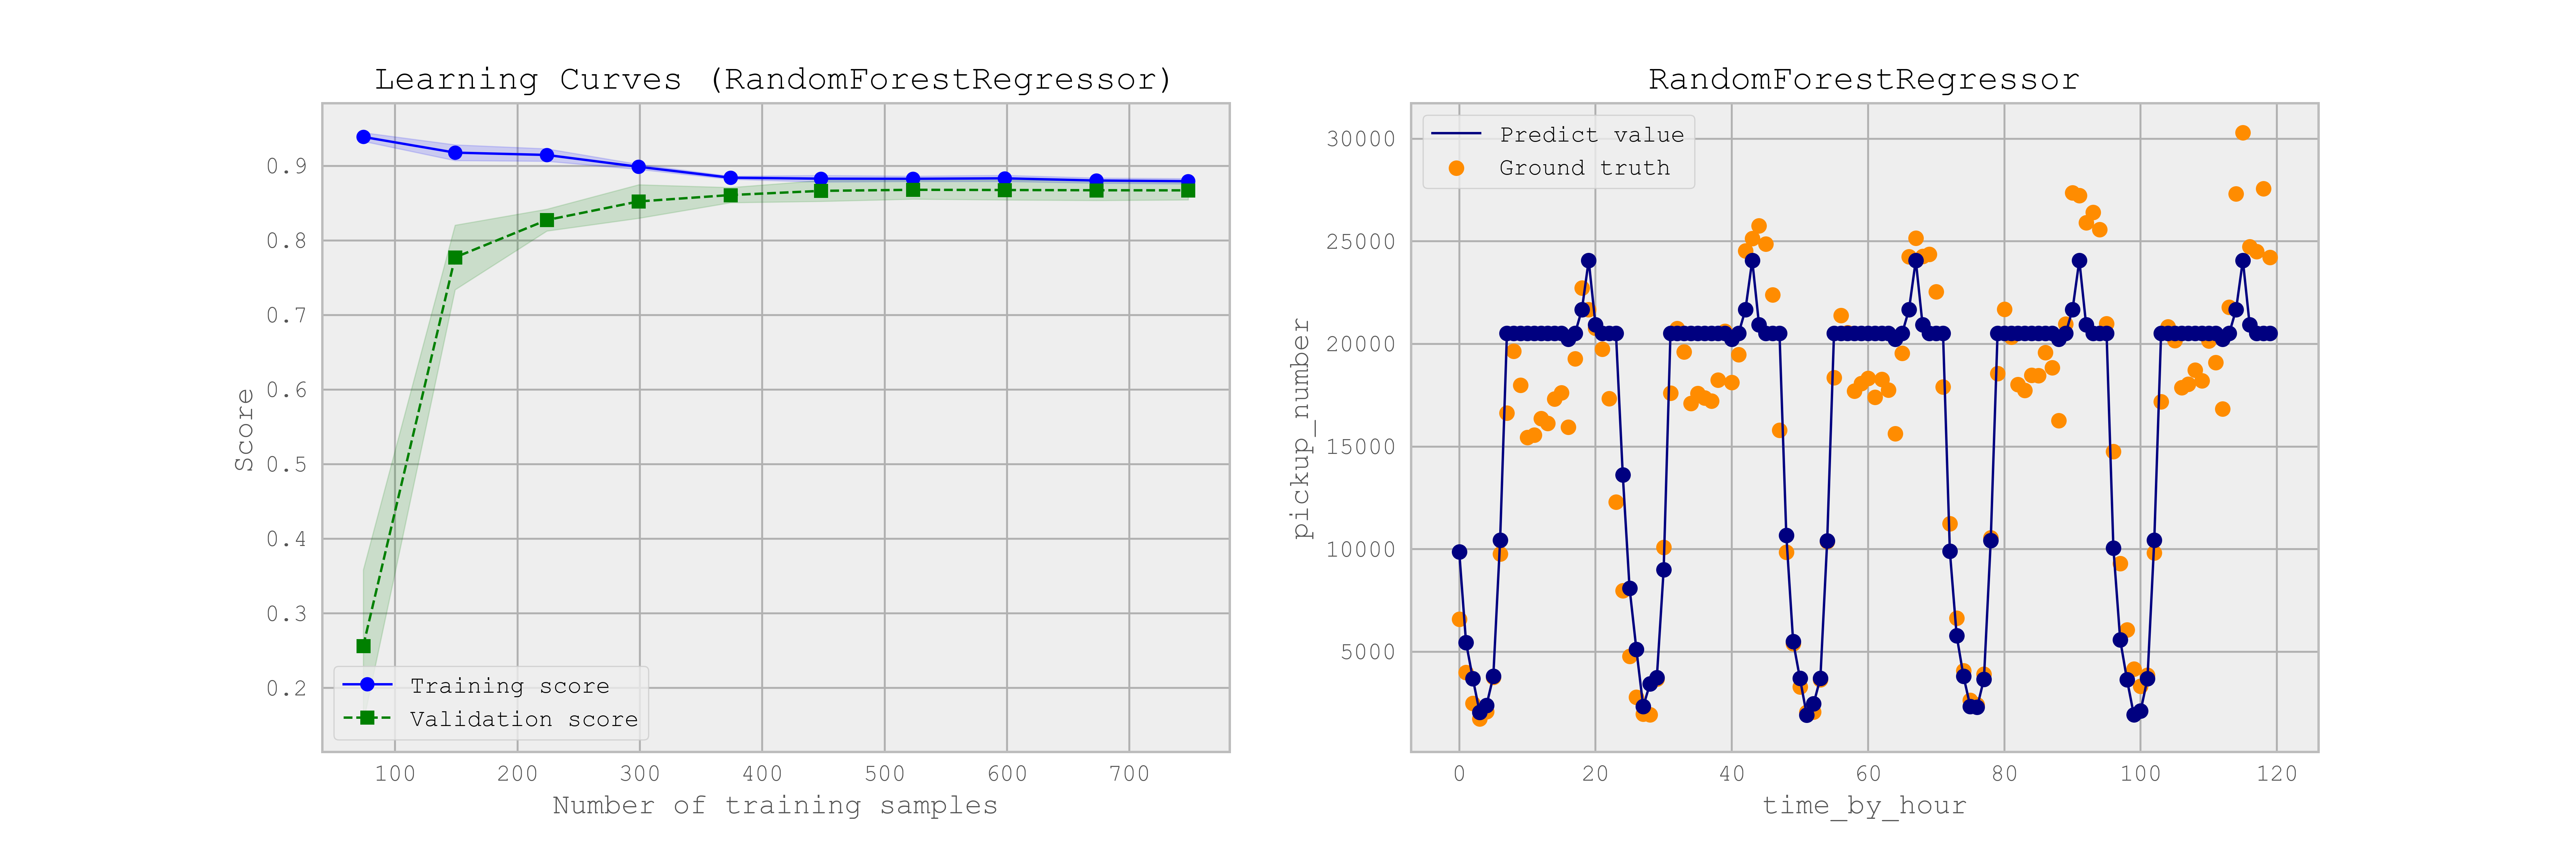 Learning Curves (RandomForestRegressor)
Score
0.9
0.8
0.7
0.6
0.5
0.4
0.3
0.2
Training score
Validation score
100 200 300 400 500 600 700
Number of training samples
RandomForestRegressor
pickup_number
30000
25000
20000
15000
10000
5000
Predict value
Ground truth
0 20 40 60 80 100 120
time_by_hour